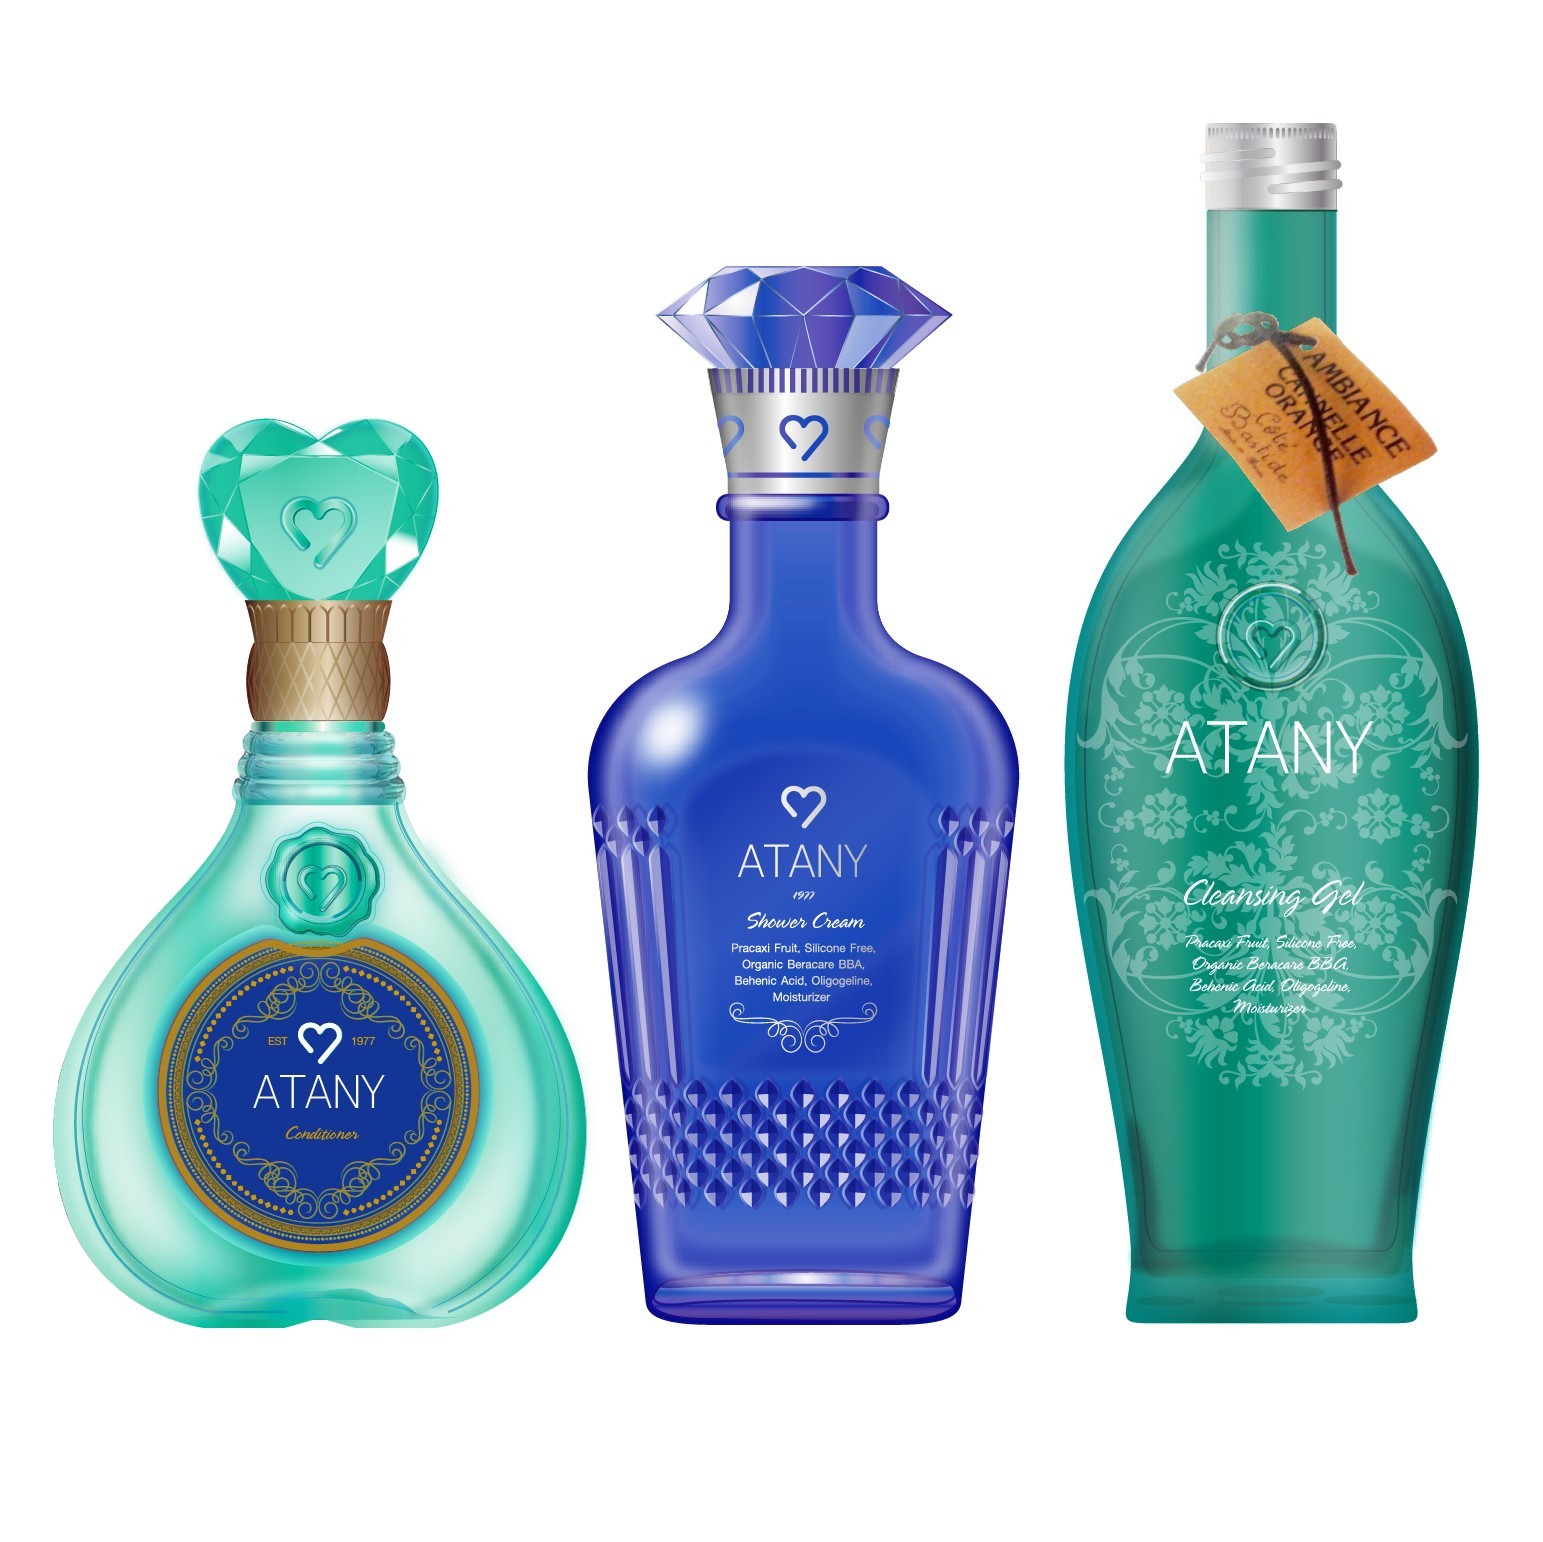 EST 1977
ATANY
Conditioner
ATANY
1977
Shower Cream
Pracaxi Fruit, Silicone Free,
Organic Beracare BBA,
Behenic Acid, Oligogeline,
Moisturizer
AMBIANCE
CANNELLE
ORANGE
Côté
Bastide
ATANY
Cleansing Gel
Pracaxi Fruit, Silicone Free,
Organic Beracare BBA,
Behenic Acid, Oligogeline,
Moisturizer